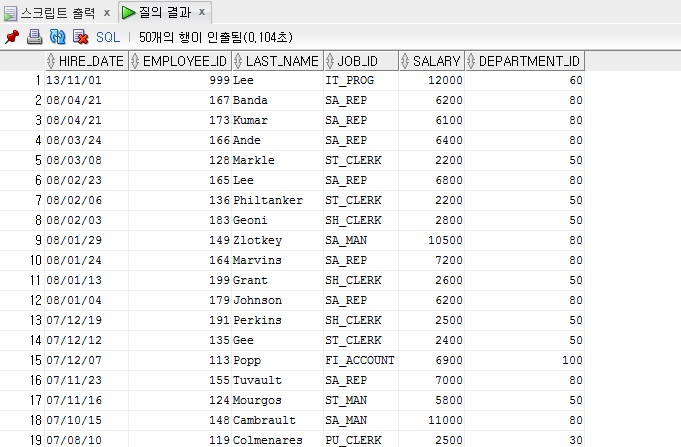 스크립트 출력 x 질의 결과 x
SQL | 50개의 행이 인출됨(0,104초)
HIRE_DATE EMPLOYEE_ID LAST_NAME JOB_ID SALARY DEPARTMENT_ID
1 13/11/01 999 Lee IT_PROG 12000 60
2 08/04/21 167 Banda SA_REP 6200 80
3 08/04/21 173 Kumar SA_REP 6100 80
4 08/03/24 166 Ande SA_REP 6400 80
5 08/03/08 128 Markle ST_CLERK 2200 50
6 08/02/23 165 Lee SA_REP 6800 80
7 08/02/06 136 Philtanker ST_CLERK 2200 50
8 08/02/03 183 Geoni SH_CLERK 2800 50
9 08/01/29 149 Zlotkey SA_MAN 10500 80
10 08/01/24 164 Marvins SA_REP 7200 80
11 08/01/13 199 Grant SH_CLERK 2600 50
12 08/01/04 179 Johnson SA_REP 6200 80
13 07/12/19 191 Perkins SH_CLERK 2500 50
14 07/12/12 135 Gee ST_CLERK 2400 50
15 07/12/07 113 Popp FI_ACCOUNT 6900 100
16 07/11/23 155 Tuvault SA_REP 7000 80
17 07/11/16 124 Mourgos ST_MAN 5800 50
18 07/10/15 148 Cambrault SA_MAN 11000 80
19 07/08/10 119 Colmenares PU_CLERK 2500 30